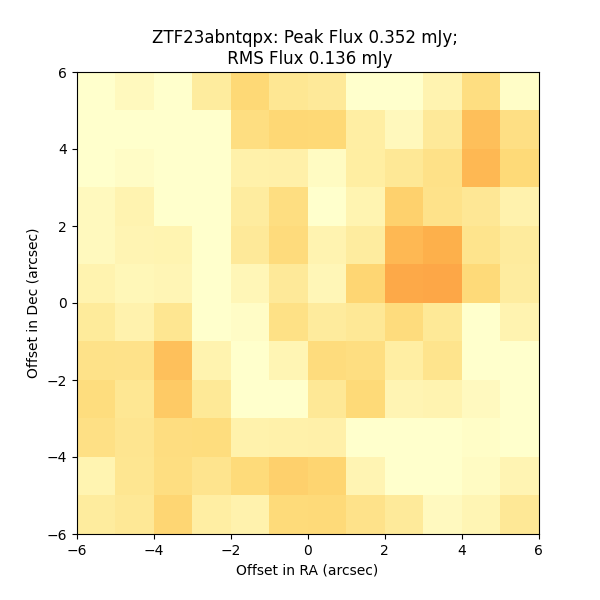 ZTF23abntqpx: Peak Flux 0.352 mJy;
RMS Flux 0.136 mJy
6
4
2
0
−2
−4
−6
Offset in Dec (arcsec)
−6 −4 −2 0 2 4 6
Offset in RA (arcsec)